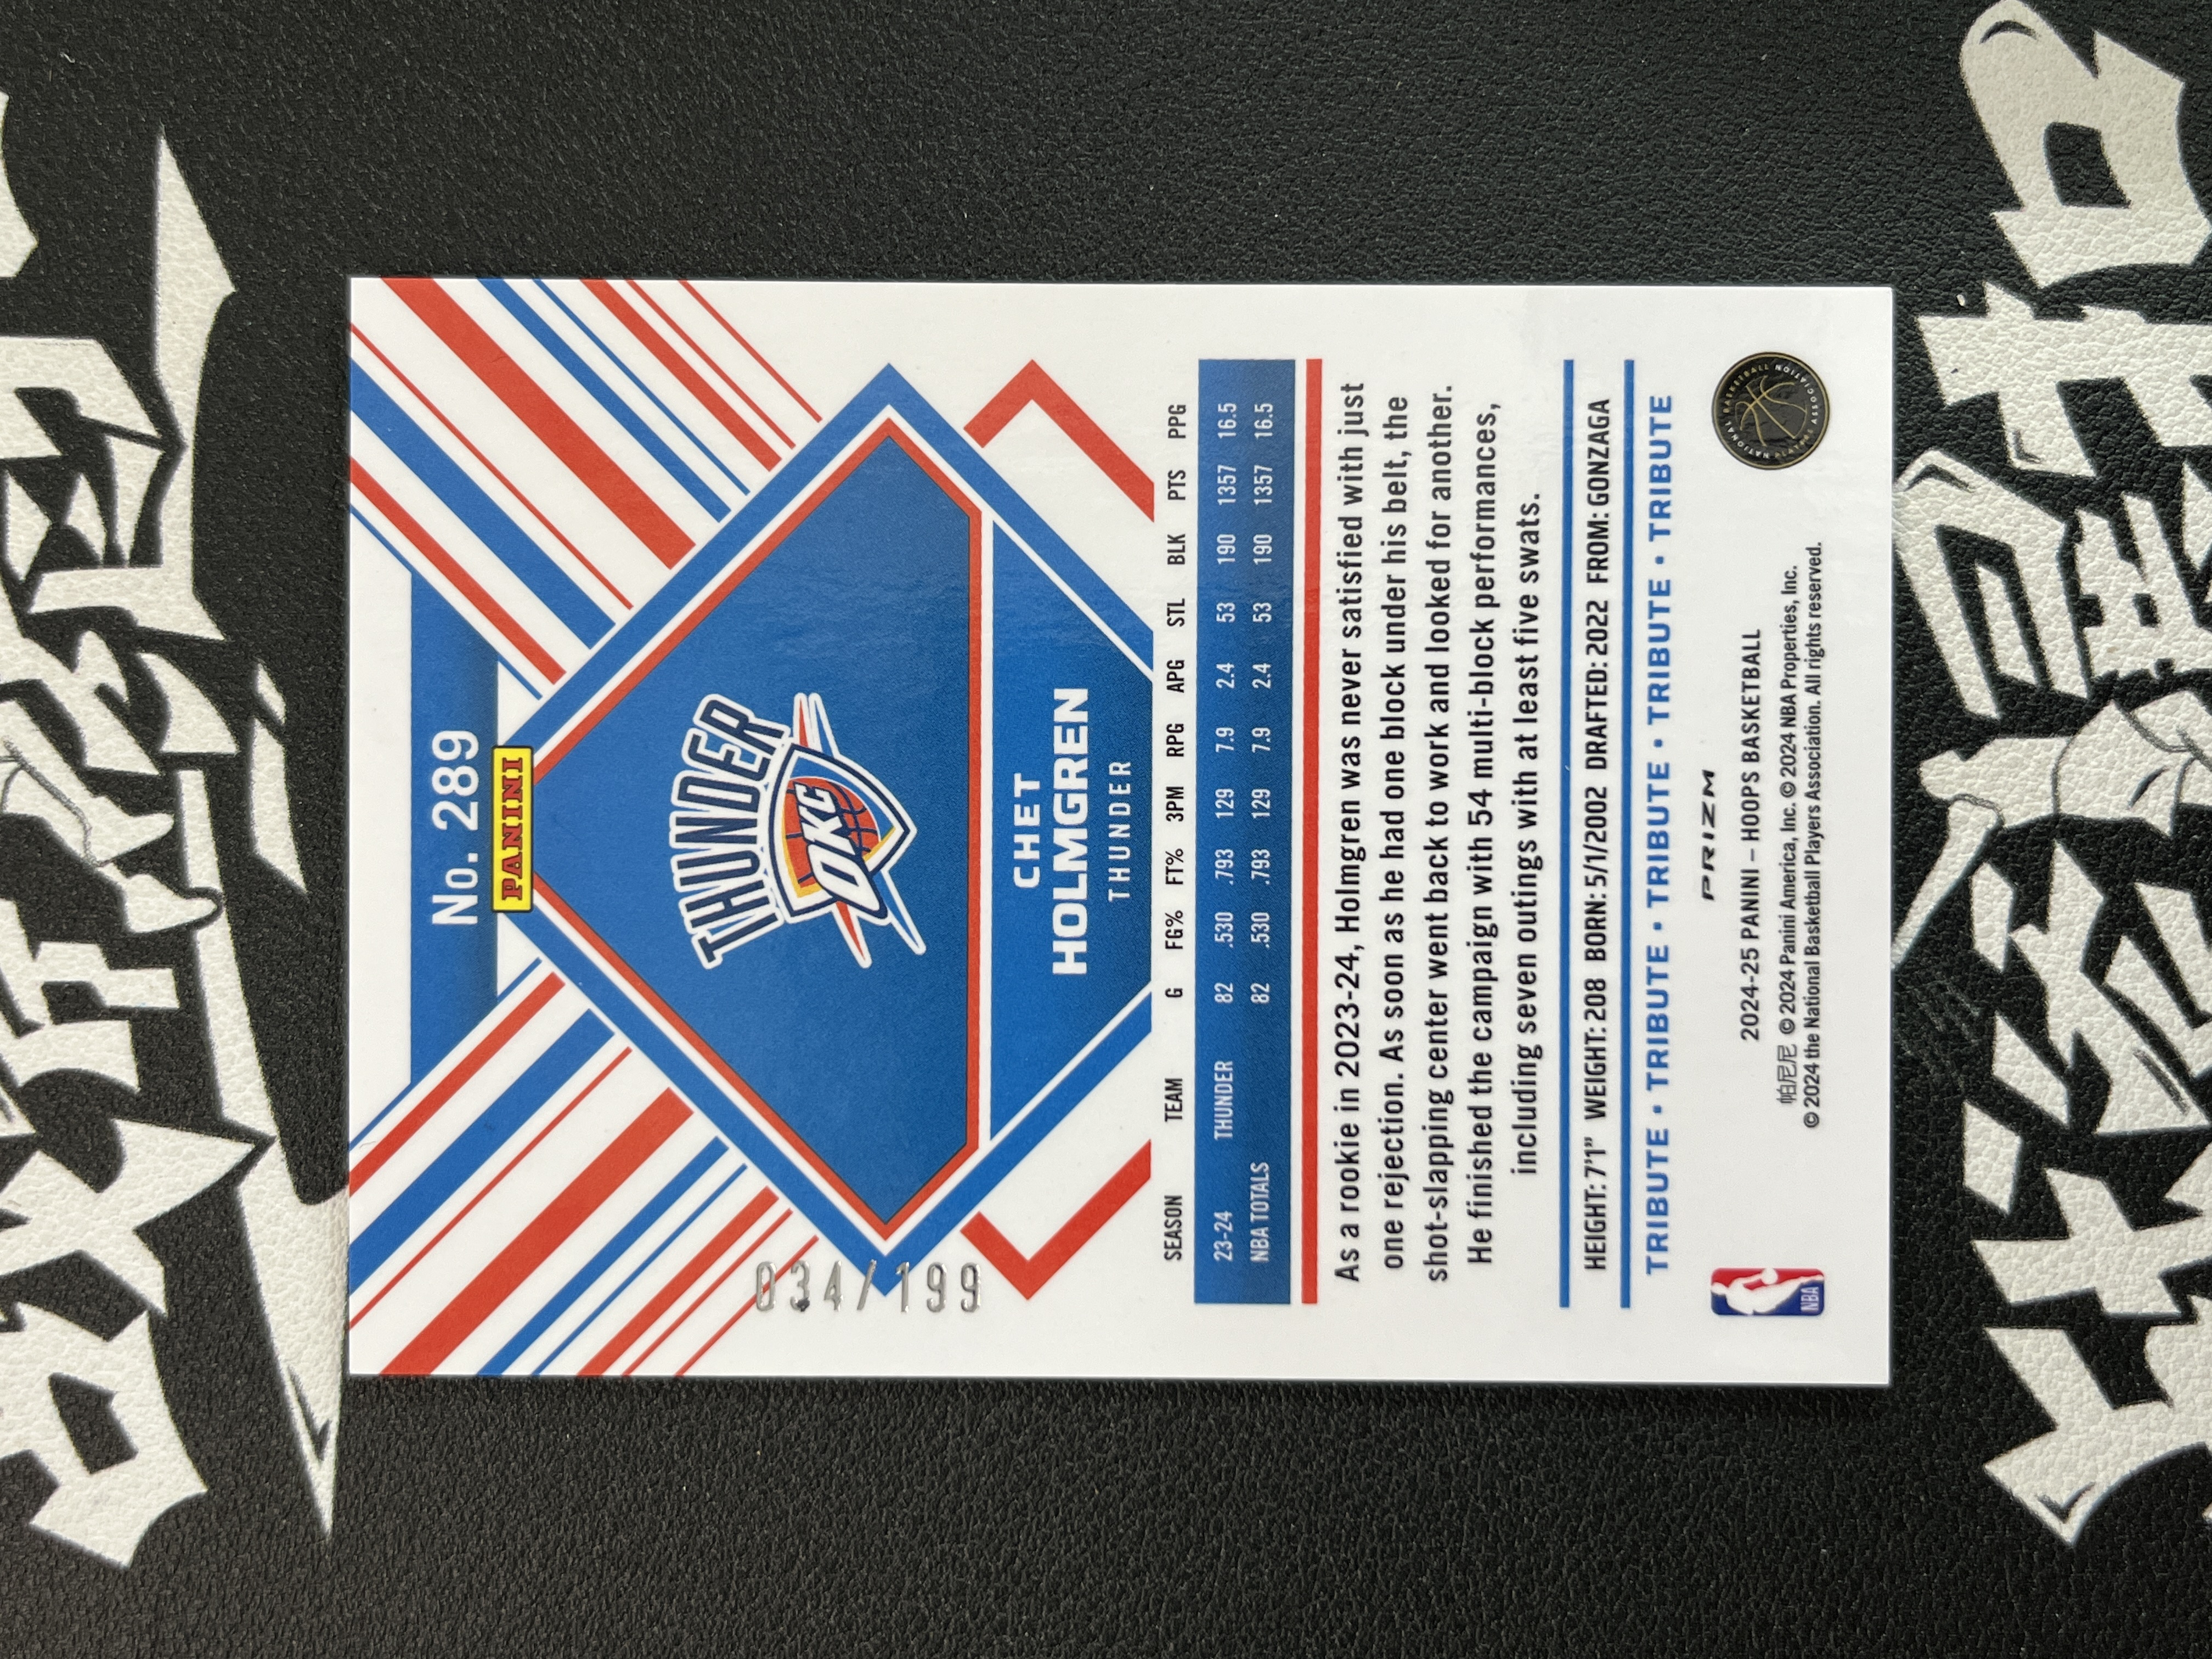 No. 289
PANINI
THUNDER
OKC
CHET
HOLMGREN
THUNDER
034/199
SEASON TEAM G FG% FT% 3PM RPG APG STL BLK PTS PPG
23-24 THUNDER 82 .530 .793 129 7.9 2.4 53 190 1357 16.5
NBA TOTALS 82 .530 .793 129 7.9 2.4 53 190 1357 16.5
As a rookie in 2023-24, Holmgren was never satisfied with just
one rejection. As soon as he had one block under his belt, the
shot-slapping center went back to work and looked for another.
He finished the campaign with 54 multi-block performances,
including seven outings with at least five swats.
HEIGHT: 7'1" WEIGHT: 208 BORN: 5/1/2002 DRAFTED: 2022 FROM: GONZAGA
TRIBUTE • TRIBUTE • TRIBUTE • TRIBUTE • TRIBUTE • TRIBUTE
PRIZM
NBA
2024-25 PANINI – HOOPS BASKETBALL
帕尼尼 © 2024 Panini America, Inc. © 2024 NBA Properties, Inc.
© 2024 the National Basketball Players Association. All rights reserved.
NATIONAL BASKETBALL ASSOCIATION